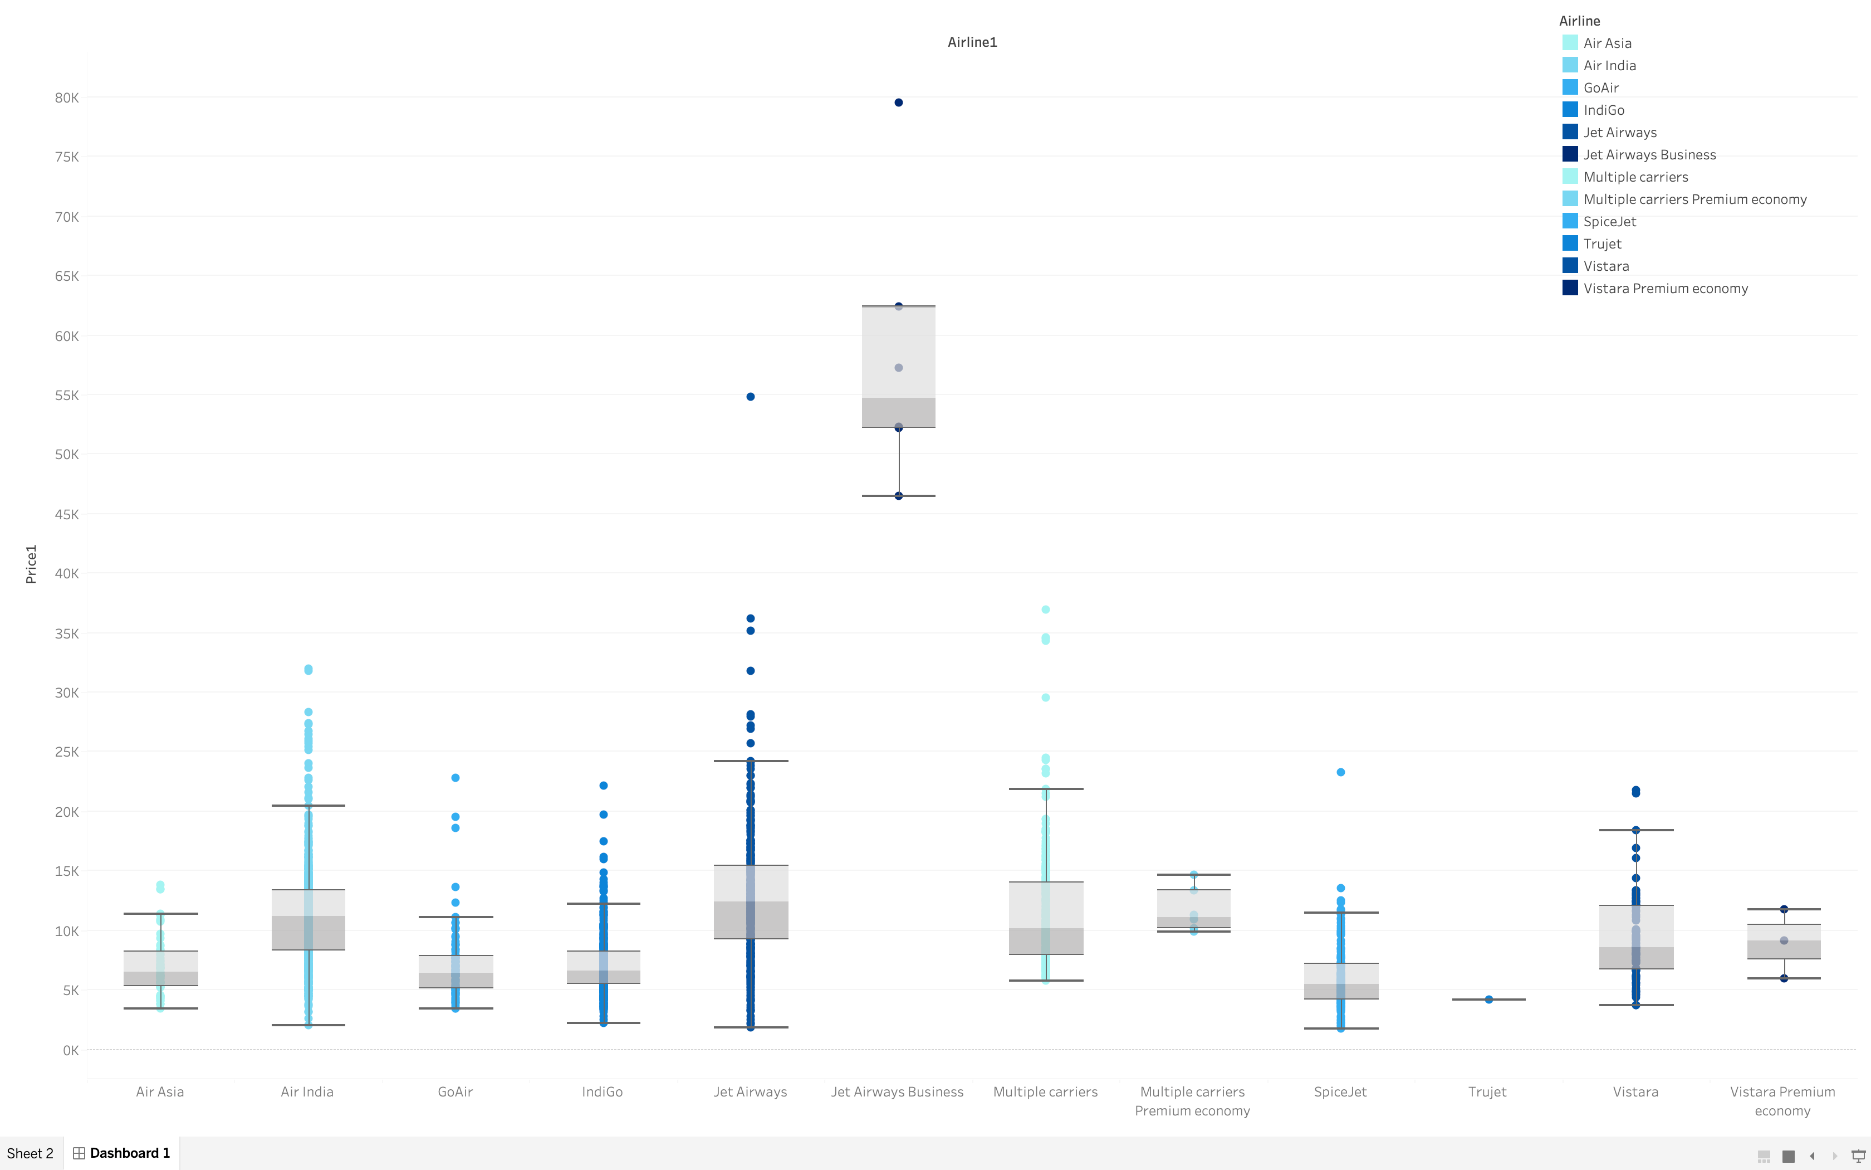 Airline
Airline1
Air Asia
Air India
GoAir
IndiGo
Jet Airways
Jet Airways Business
Multiple carriers
Multiple carriers Premium economy
SpiceJet
Trujet
Vistara
Vistara Premium economy
80K
75K
70K
65K
60K
55K
50K
45K
40K
35K
30K
25K
20K
15K
10K
5K
0K
Price1
Air Asia
Air India
GoAir
IndiGo
Jet Airways
Jet Airways Business
Multiple carriers
Multiple carriers
Premium economy
SpiceJet
Trujet
Vistara
Vistara Premium
economy
Sheet 2
Dashboard 1